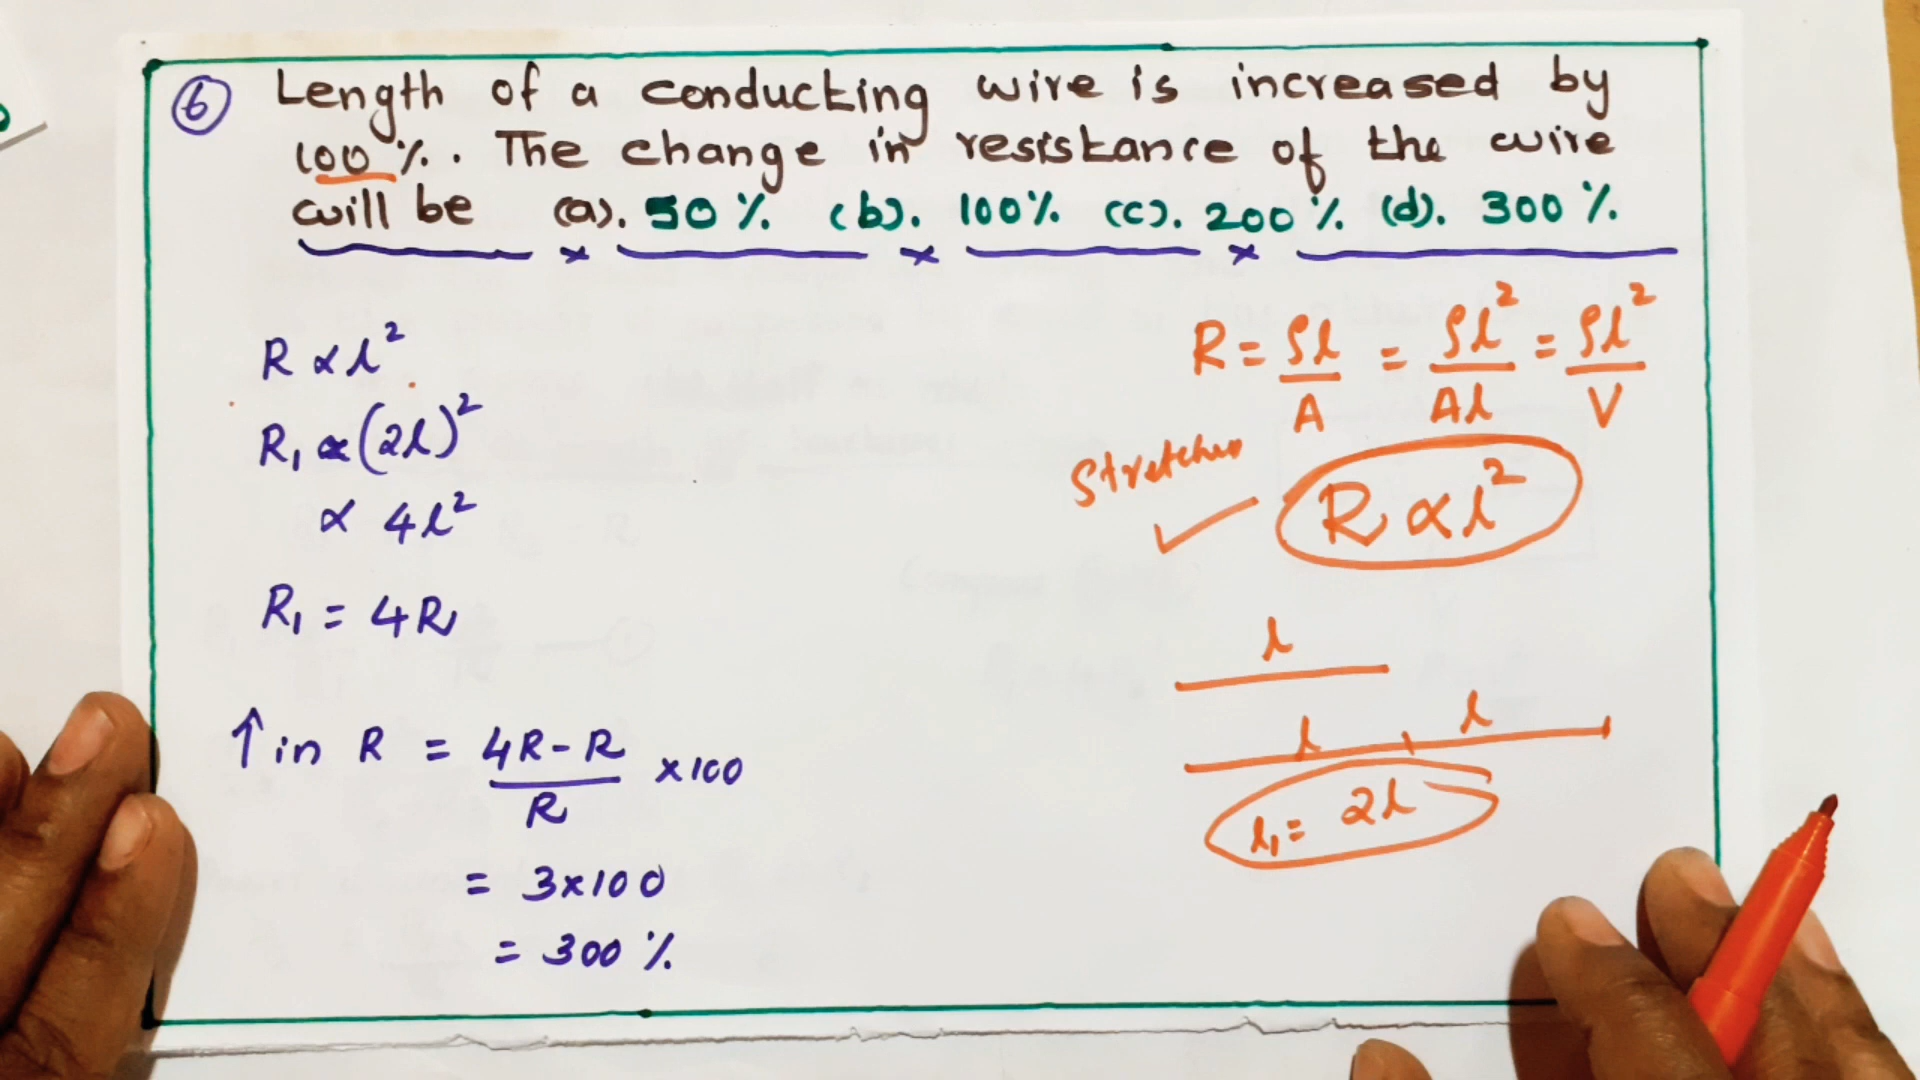 6 Length of a conducting wire is increased by
100 %. The change in resistance of the wire
will be (a). 50 % (b). 100% (c). 200 % (d). 300 %.
R ∝ l²
R₁ ∝ (2l)²
∝ 4l²
R₁ = 4R
↑ in R = 4R - R / R × 100
= 3×100
= 300 %
R = ρl / A = ρl² / Al = ρl² / V
R ∝ l²
l
l l
l₁ = 2l